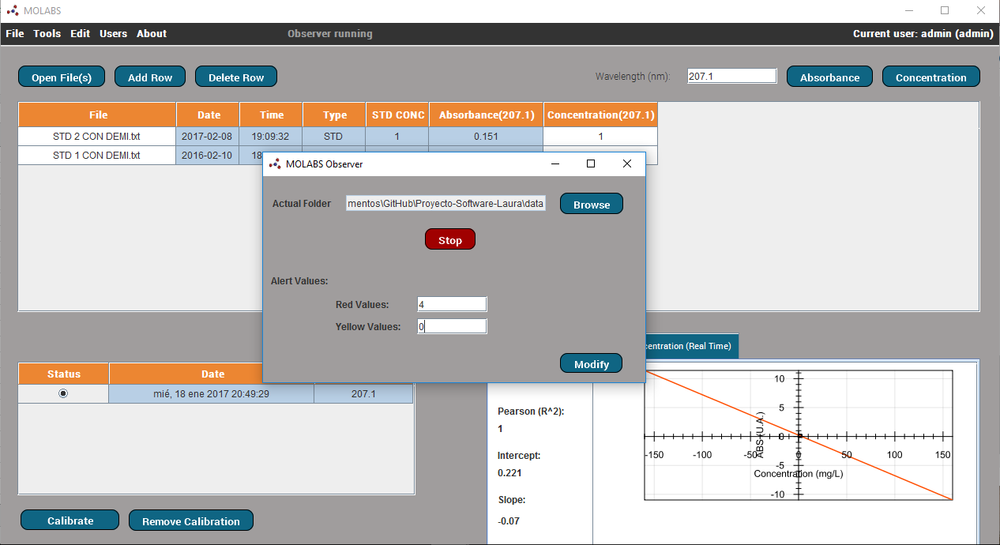 MOLABS
File Tools Edit Users About Observer running Current user: admin (admin)
Open File(s) Add Row Delete Row Wavelength (nm): 207.1 Absorbance Concentration
File Date Time Type STD CONC Absorbance(207.1) Concentration(207.1)
STD 2 CON DEMI.txt 2017-02-08 19:09:32 STD 1 0.151 1
STD 1 CON DEMI.txt 2016-02-10 18
MOLABS Observer
Actual Folder mentos\GitHub\Proyecto-Software-Laura\data Browse
Stop
Alert Values:
Red Values: 4
Yellow Values: 0
Modify
centration (Real Time)
Status Date
mié, 18 ene 2017 20:49:29 207.1
Pearson (R^2):
1
Intercept:
0.221
Slope:
-0.07
10
5
0
-5
-10
-150 -100 -50 0 50 100 150
ABS (U.A.)
Concentration (mg/L)
Calibrate Remove Calibration